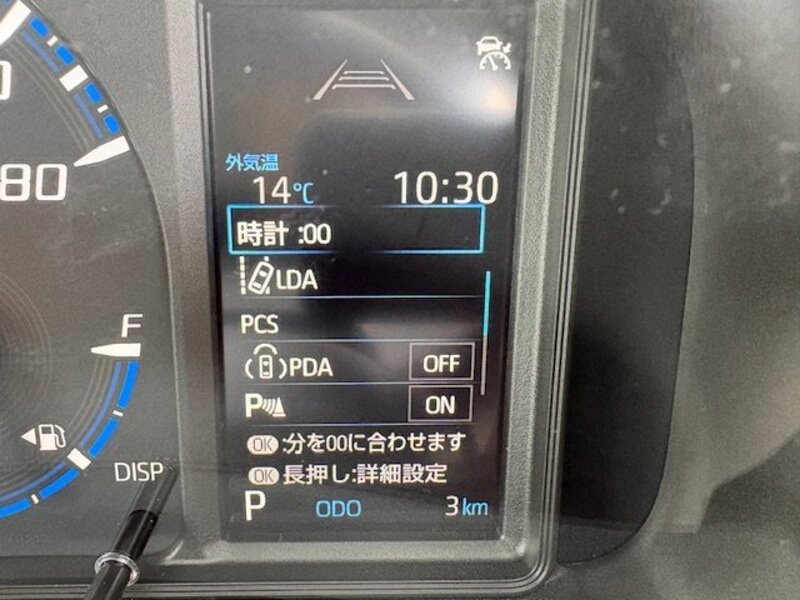 外気温
14℃ 10:30
時計 :00
LDA
PCS
PDA OFF
P ON
OK :分を00に合わせます
OK 長押し:詳細設定
P ODO 3km
80
F
DISP